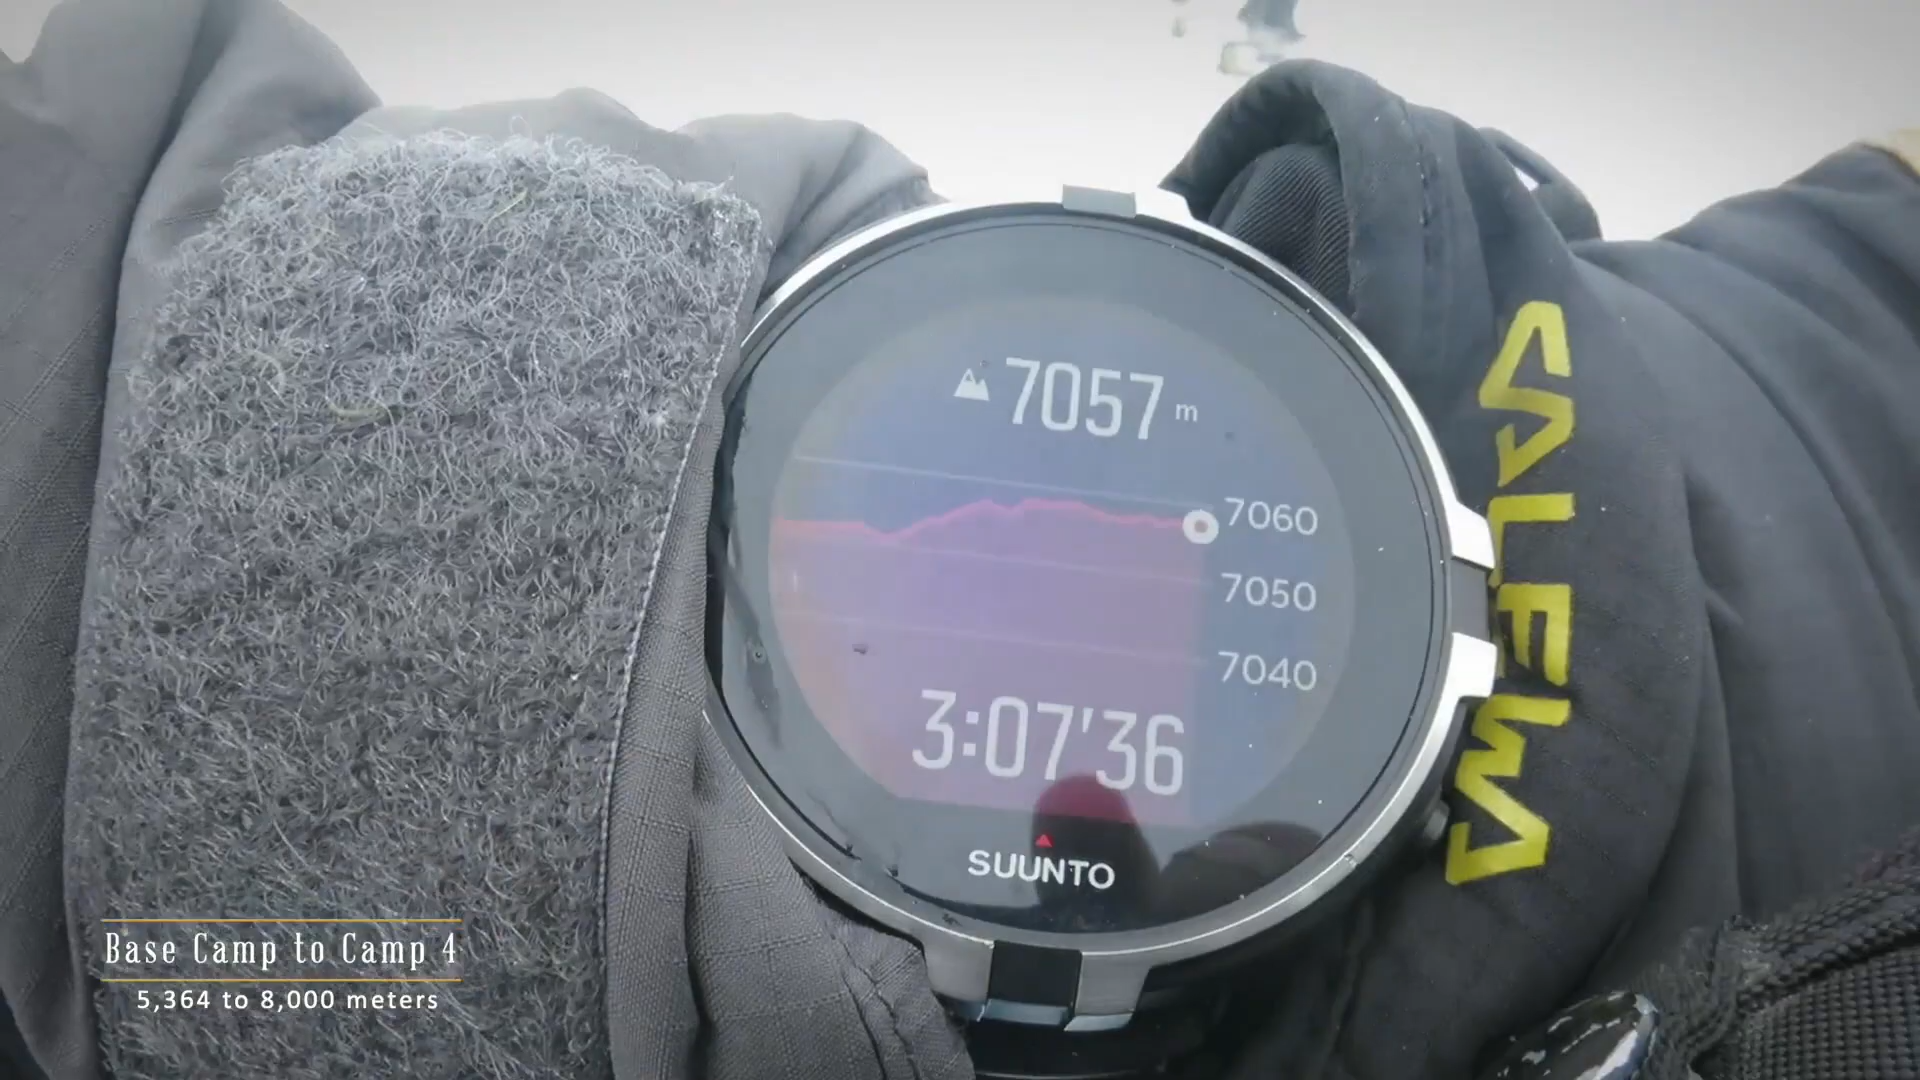 7057 m
7060
7050
7040
3:07'36
SUUNTO
SALEWA
Base Camp to Camp 4
5,364 to 8,000 meters